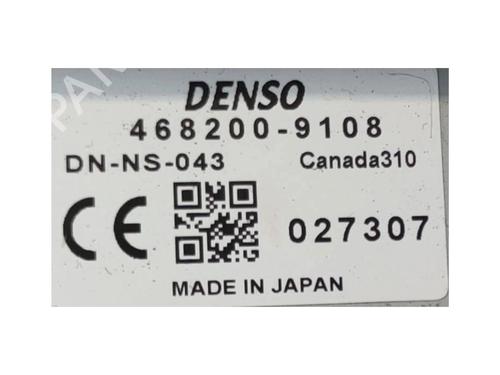 DENSO
468200-9108
DN-NS-043 Canada310
CE 027307
MADE IN JAPAN